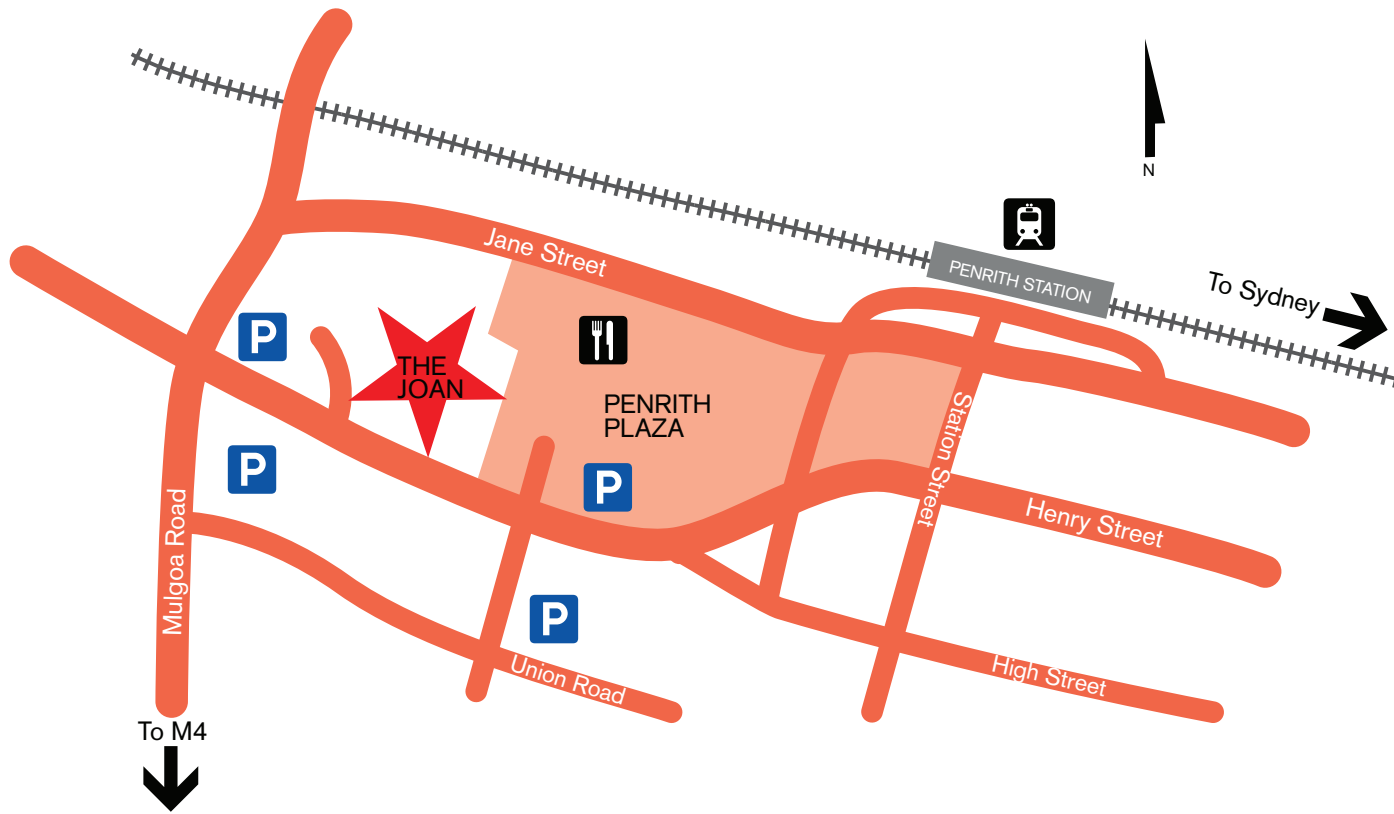 N
PENRITH STATION
To Sydney
Jane Street
P
THE
JOAN
PENRITH
PLAZA
Station Street
P
P
Henry Street
Mulgoa Road
P
Union Road
High Street
To M4